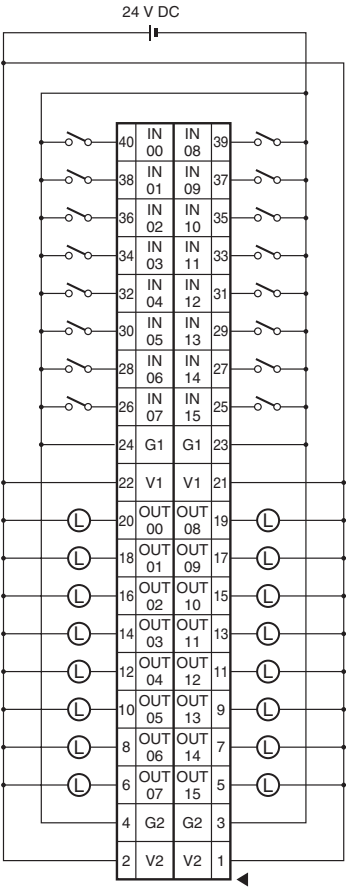 24 V DC
40 IN 00 IN 08 39
38 IN 01 IN 09 37
36 IN 02 IN 10 35
34 IN 03 IN 11 33
32 IN 04 IN 12 31
30 IN 05 IN 13 29
28 IN 06 IN 14 27
26 IN 07 IN 15 25
24 G1 G1 23
22 V1 V1 21
L 20 OUT 00 OUT 08 19 L
L 18 OUT 01 OUT 09 17 L
L 16 OUT 02 OUT 10 15 L
L 14 OUT 03 OUT 11 13 L
L 12 OUT 04 OUT 12 11 L
L 10 OUT 05 OUT 13 9 L
L 8 OUT 06 OUT 14 7 L
L 6 OUT 07 OUT 15 5 L
4 G2 G2 3
2 V2 V2 1